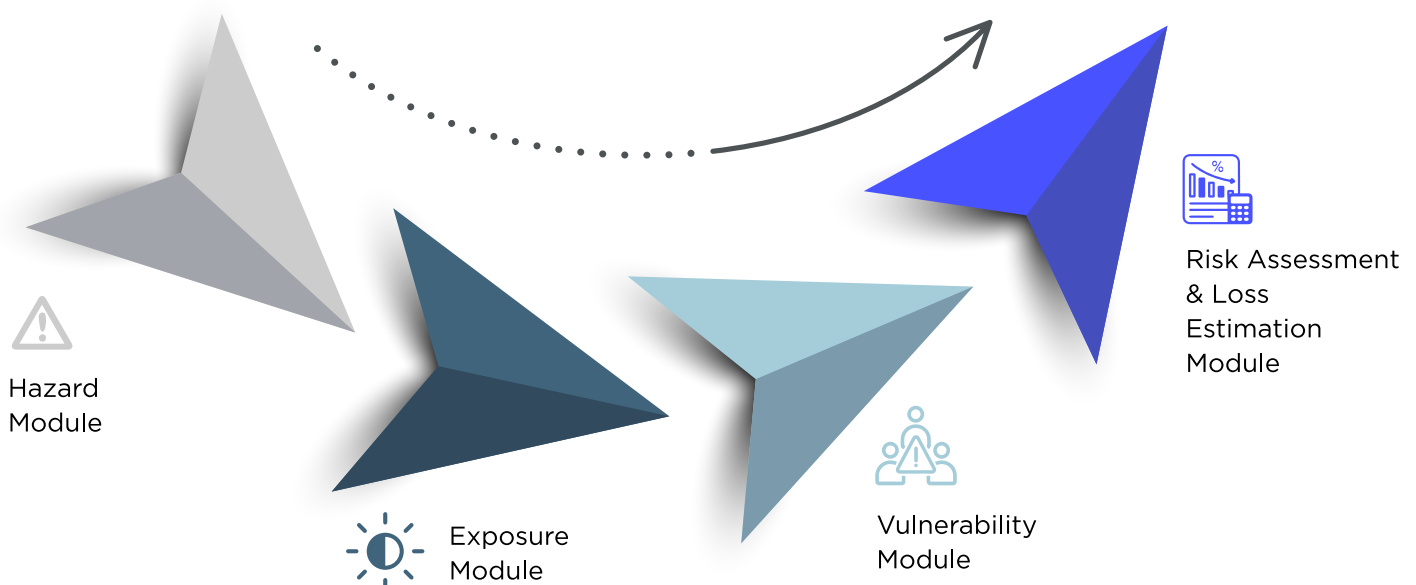 Hazard
Module
Exposure
Module
Vulnerability
Module
%
Risk Assessment
& Loss
Estimation
Module